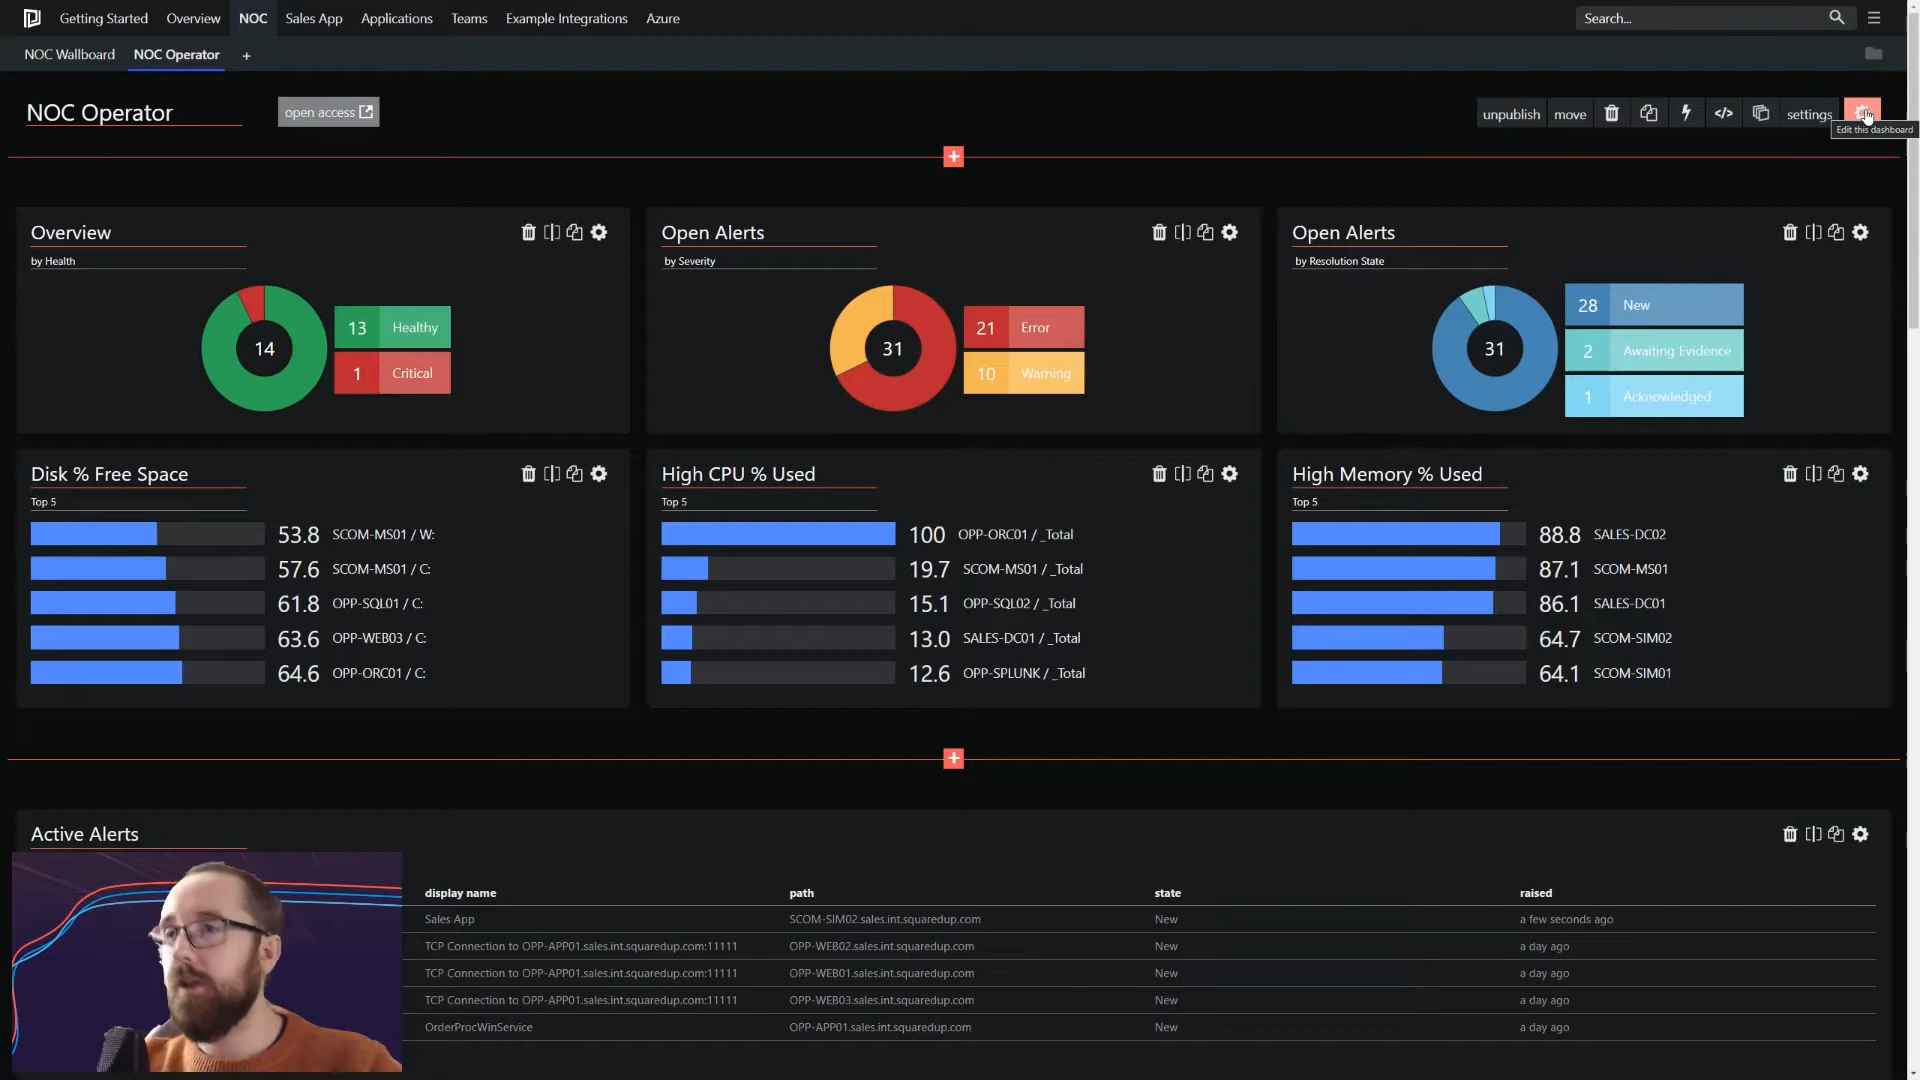 Getting Started Overview NOC Sales App Applications Teams Example Integrations Azure Search...
NOC Wallboard NOC Operator +
NOC Operator open access unpublish move </> settings
Edit this dashboard
+
Overview
by Health
14
13 Healthy
1 Critical
Open Alerts
by Severity
31
21 Error
10 Warning
Open Alerts
by Resolution State
31
28 New
2 Awaiting Evidence
1 Acknowledged
Disk % Free Space
Top 5
53.8 SCOM-MS01 / W:
57.6 SCOM-MS01 / C:
61.8 OPP-SQL01 / C:
63.6 OPP-WEB03 / C:
64.6 OPP-ORC01 / C:
High CPU % Used
Top 5
100 OPP-ORC01 / _Total
19.7 SCOM-MS01 / _Total
15.1 OPP-SQL02 / _Total
13.0 SALES-DC01 / _Total
12.6 OPP-SPLUNK / _Total
High Memory % Used
Top 5
88.8 SALES-DC02
87.1 SCOM-MS01
86.1 SALES-DC01
64.7 SCOM-SIM02
64.1 SCOM-SIM01
+
Active Alerts
display name path state raised
Sales App SCOM-SIM02.sales.int.squaredup.com New a few seconds ago
TCP Connection to OPP-APP01.sales.int.squaredup.com:11111 OPP-WEB02.sales.int.squaredup.com New a day ago
TCP Connection to OPP-APP01.sales.int.squaredup.com:11111 OPP-WEB01.sales.int.squaredup.com New a day ago
TCP Connection to OPP-APP01.sales.int.squaredup.com:11111 OPP-WEB03.sales.int.squaredup.com New a day ago
OrderProcWinService OPP-APP01.sales.int.squaredup.com New a day ago